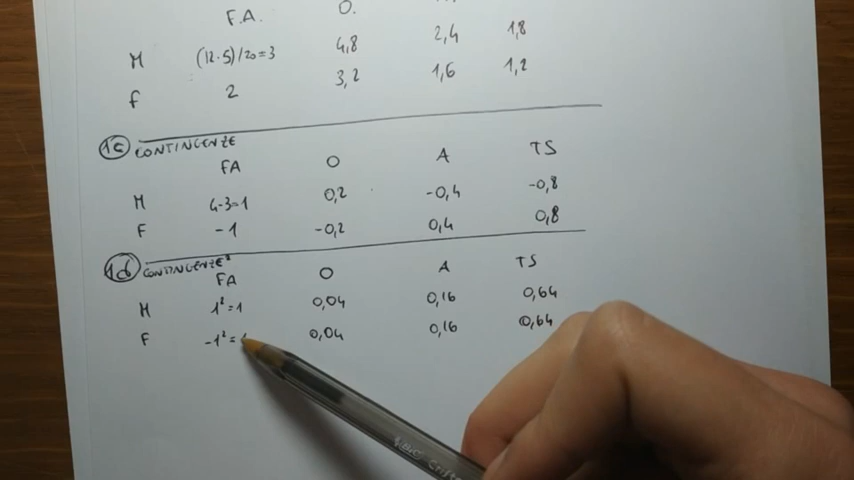 F.A. O.
M (12·5)/20=3 4,8 2,4 1,8
F 2 3,2 1,6 1,2
1c CONTINGENZE
FA O A TS
M 4-3=1 0,2 -0,4 -0,8
F -1 -0,2 0,4 0,8
1d CONTINGENZE²
FA O A TS
M 1²=1 0,04 0,16 0,64
F -1²= 0,04 0,16 0,64